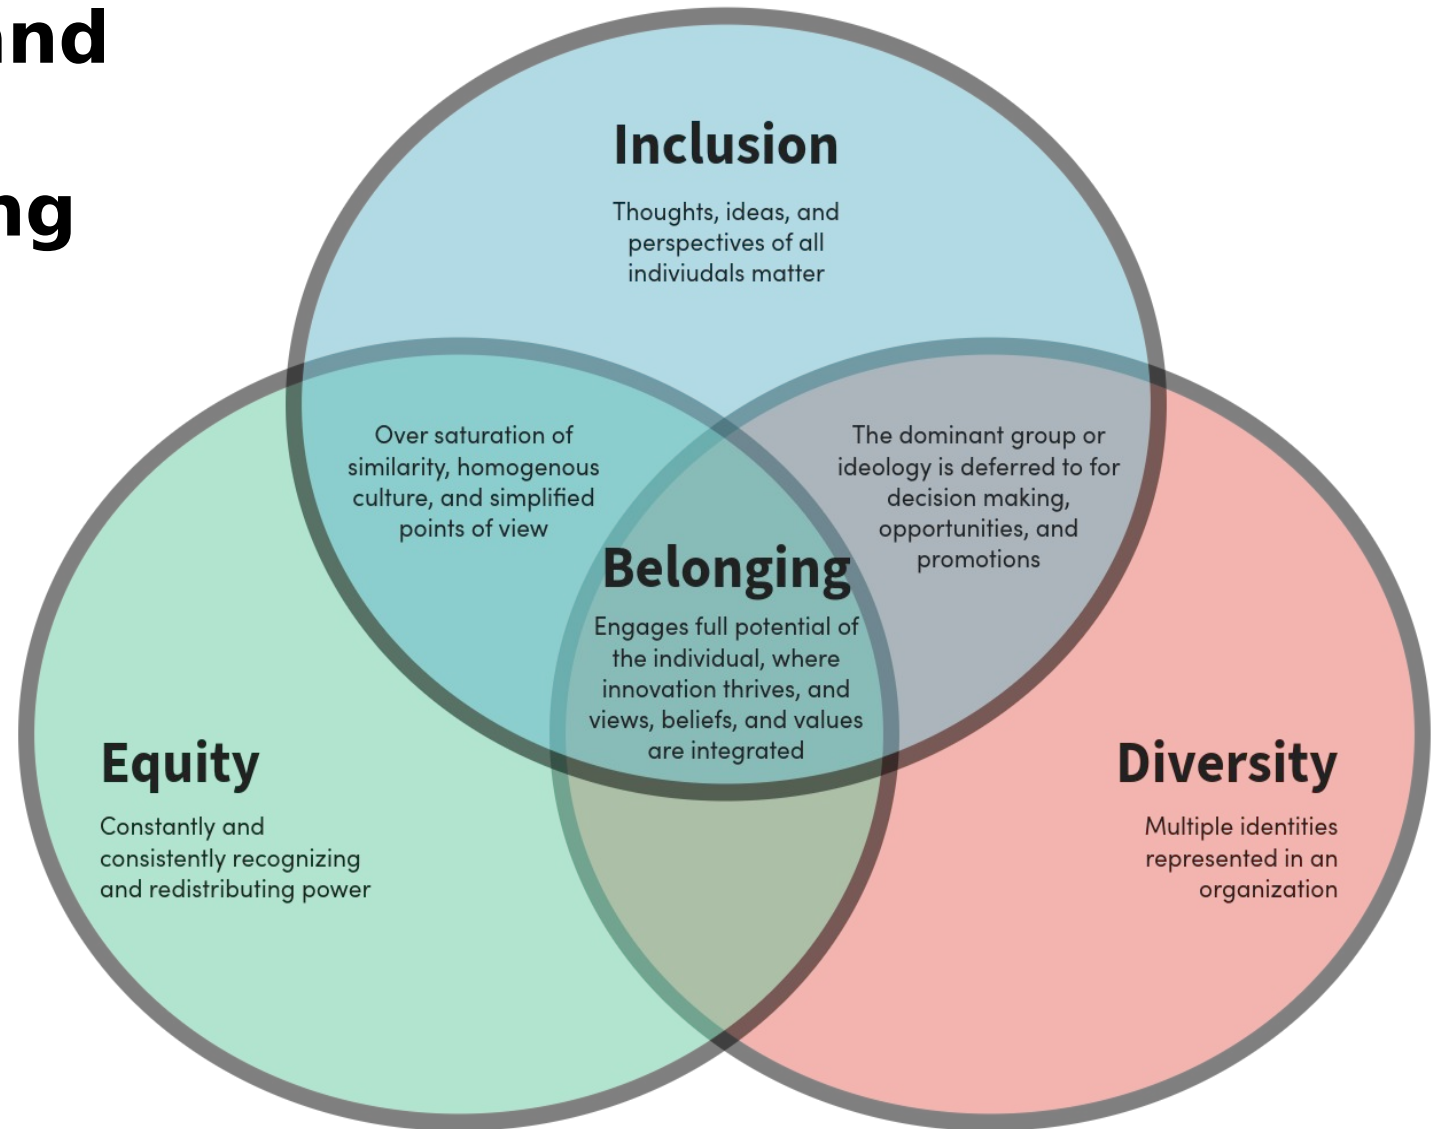 nd
ng
Inclusion
Thoughts, ideas, and
perspectives of all
indiviudals matter
Over saturation of
similarity, homogenous
culture, and simplified
points of view
The dominant group or
ideology is deferred to for
decision making,
opportunities, and
promotions
Belonging
Engages full potential of
the individual, where
innovation thrives, and
views, beliefs, and values
are integrated
Equity
Constantly and
consistently recognizing
and redistributing power
Diversity
Multiple identities
represented in an
organization